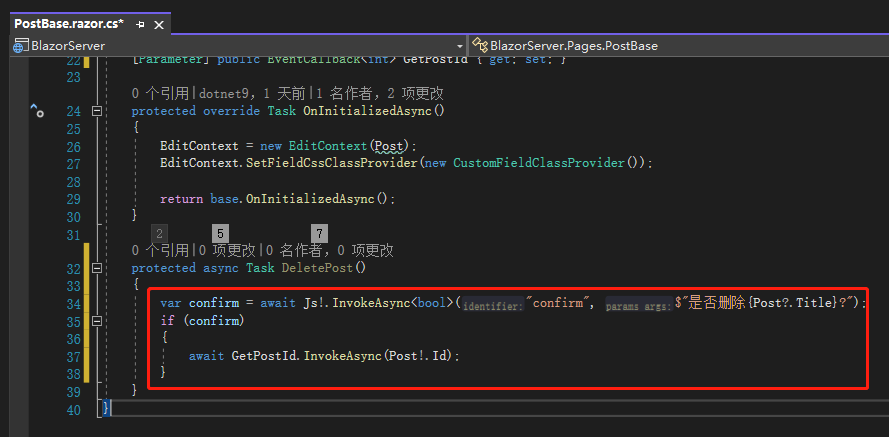 PostBase.razor.cs*
BlazorServer BlazorServer.Pages.PostBase
22 [Parameter] public EventCallback<int> GetPostId { get; set; }
23
0 个引用|dotnet9，1 天前|1 名作者，2 项更改
24 protected override Task OnInitializedAsync()
25 {
26 EditContext = new EditContext(Post);
27 EditContext.SetFieldCssClassProvider(new CustomFieldClassProvider());
28
29 return base.OnInitializedAsync();
30 }
31 2 5 7
0 个引用|0 项更改|0 名作者，0 项更改
32 protected async Task DeletePost()
33 {
34 var confirm = await Js!.InvokeAsync<bool>(identifier:"confirm", params args:$"是否删除{Post?.Title}?");
35 if (confirm)
36 {
37 await GetPostId.InvokeAsync(Post!.Id);
38 }
39 }
40 }